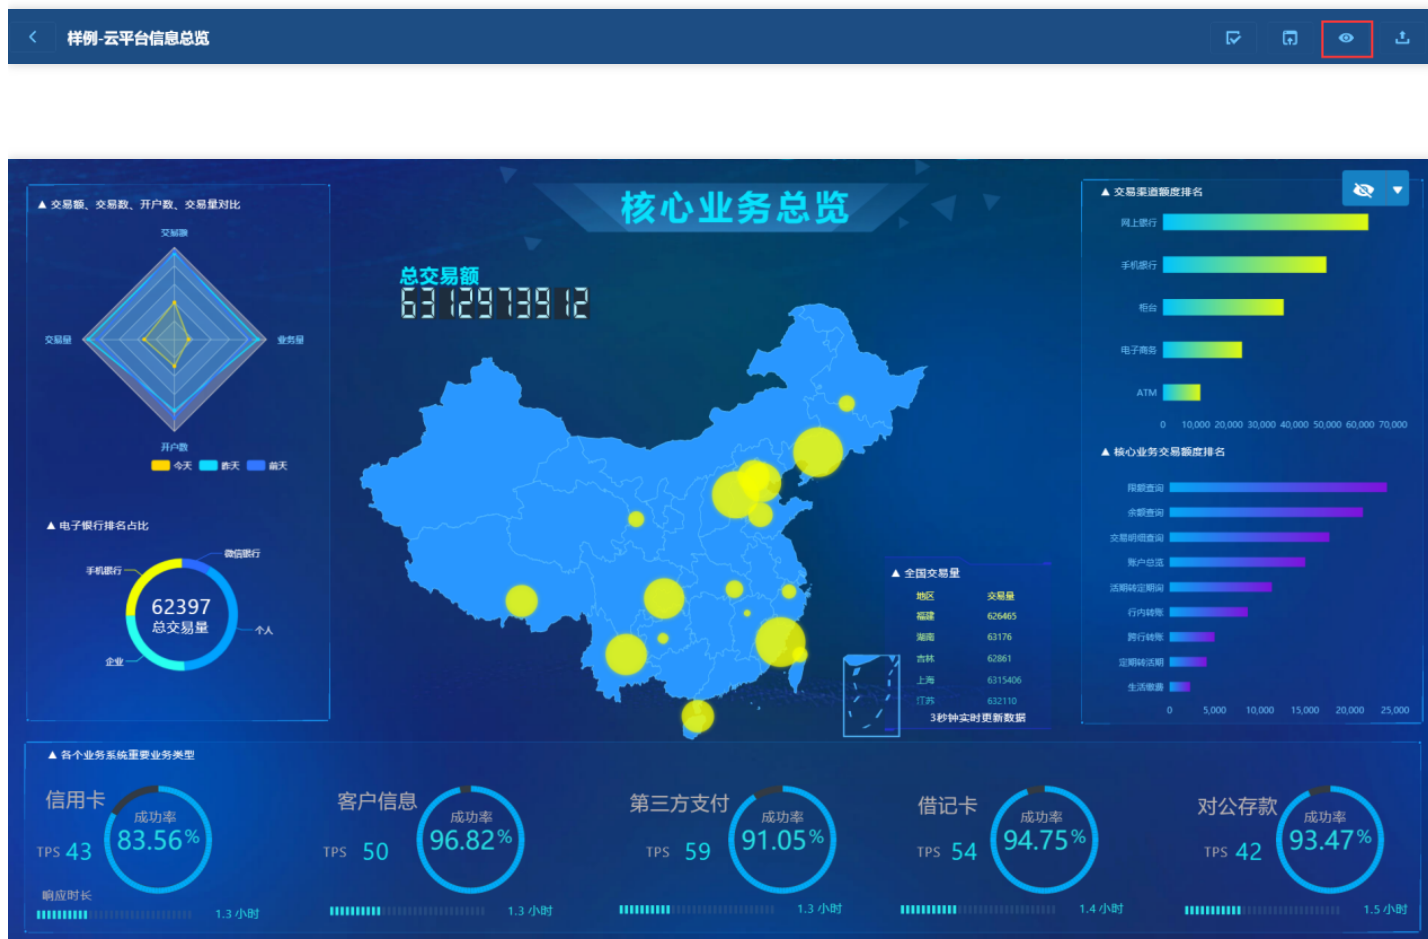 样例-云平台信息总览
核心业务总览
▲ 交易额、交易数、开户数、交易量对比
交易额
交易量
业务量
开户数
今天 昨天 前天
▲ 电子银行排名占比
微信银行
手机银行
62397
总交易量
个人
企业
总交易额
6312973912
▲ 全国交易量
地区 交易量
福建 626465
湖南 63176
吉林 62861
上海 6315406
江苏 632110
3秒钟实时更新数据
▲ 交易渠道额度排名
网上银行
手机银行
柜台
电子商务
ATM
0 10,000 20,000 30,000 40,000 50,000 60,000 70,000
▲ 核心业务交易额度排名
限额查询
余额查询
交易明细查询
账户总览
活期转定期询
行内转账
跨行转账
定期转活期
生活缴费
0 5,000 10,000 15,000 20,000 25,000
▲ 各个业务系统重要业务类型
信用卡
成功率
83.56%
TPS 43
响应时长
1.3 小时
客户信息
成功率
96.82%
TPS 50
1.3 小时
第三方支付
成功率
91.05%
TPS 59
1.3 小时
借记卡
成功率
94.75%
TPS 54
1.4 小时
对公存款
成功率
93.47%
TPS 42
1.5 小时